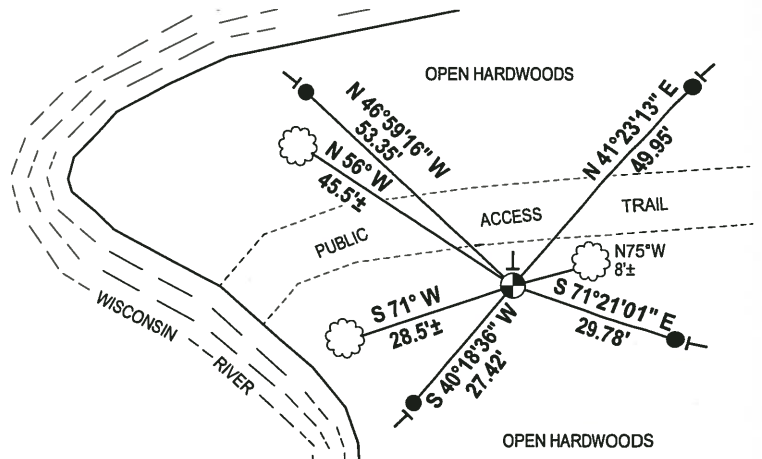 OPEN HARDWOODS
N 46°59'16" W
53.35'
N 41°23'13" E
49.95'
N 56° W
45.5'±
PUBLIC ACCESS TRAIL
N75°W
8'±
S 71° W
28.5'±
S 71°21'01" E
29.78'
S 40°18'36" W
27.42'
WISCONSIN RIVER
OPEN HARDWOODS